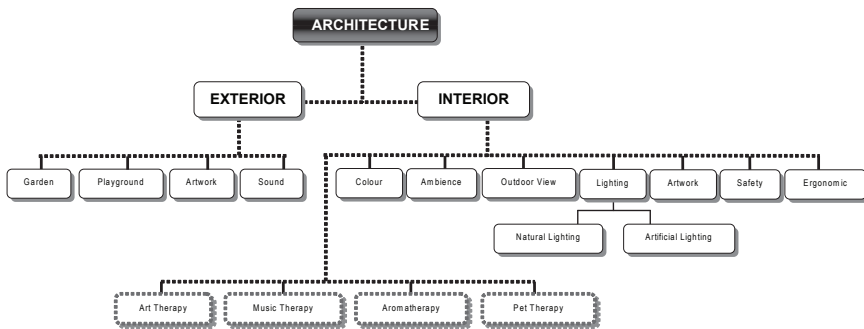 ARCHITECTURE
EXTERIOR
INTERIOR
Garden
Playground
Artwork
Sound
Colour
Ambience
Outdoor View
Lighting
Artwork
Safety
Ergonomic
Natural Lighting
Artificial Lighting
Art Therapy
Music Therapy
Aromatherapy
Pet Therapy